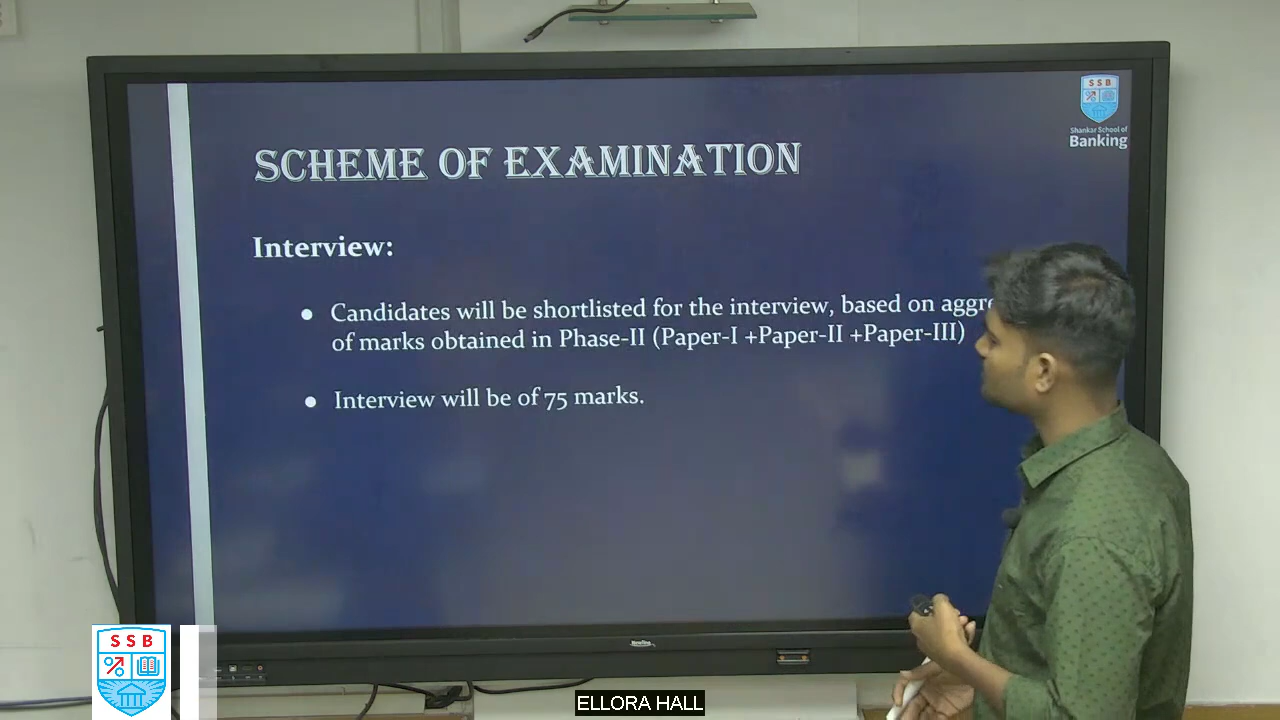 SSB
Shankar School of
Banking
SCHEME OF EXAMINATION
Interview:
Candidates will be shortlisted for the interview, based on
of marks obtained in Phase-II (Paper-I +Paper-II +Paper-III)
Interview will be of 75 marks.
SSB
ELLORA HALL